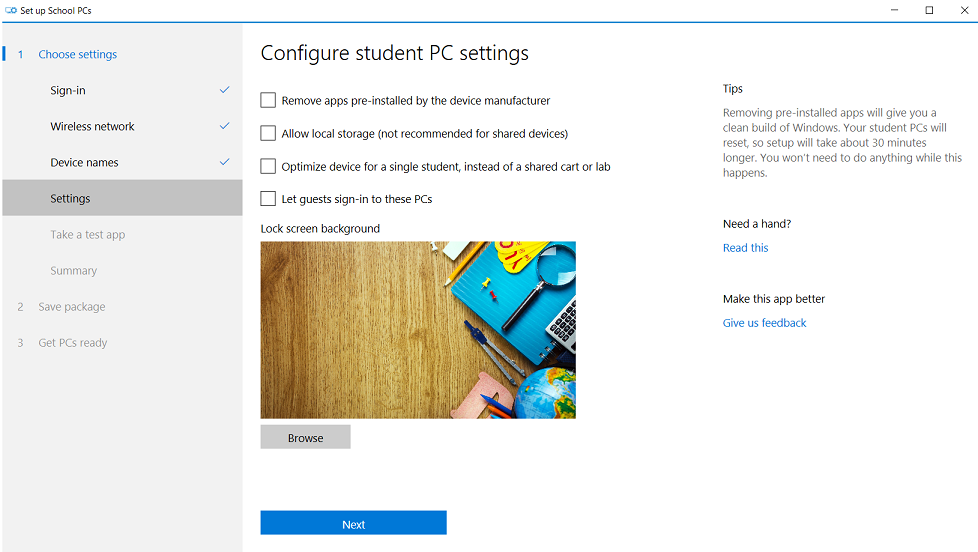 Set up School PCs
1 Choose settings
Sign-in
Wireless network
Device names
Settings
Take a test app
Summary
2 Save package
3 Get PCs ready
Configure student PC settings
Remove apps pre-installed by the device manufacturer
Allow local storage (not recommended for shared devices)
Optimize device for a single student, instead of a shared cart or lab
Let guests sign-in to these PCs
Lock screen background
Browse
Next
Tips
Removing pre-installed apps will give you a
clean build of Windows. Your student PCs will
reset, so setup will take about 30 minutes
longer. You won't need to do anything while this
happens.
Need a hand?
Read this
Make this app better
Give us feedback